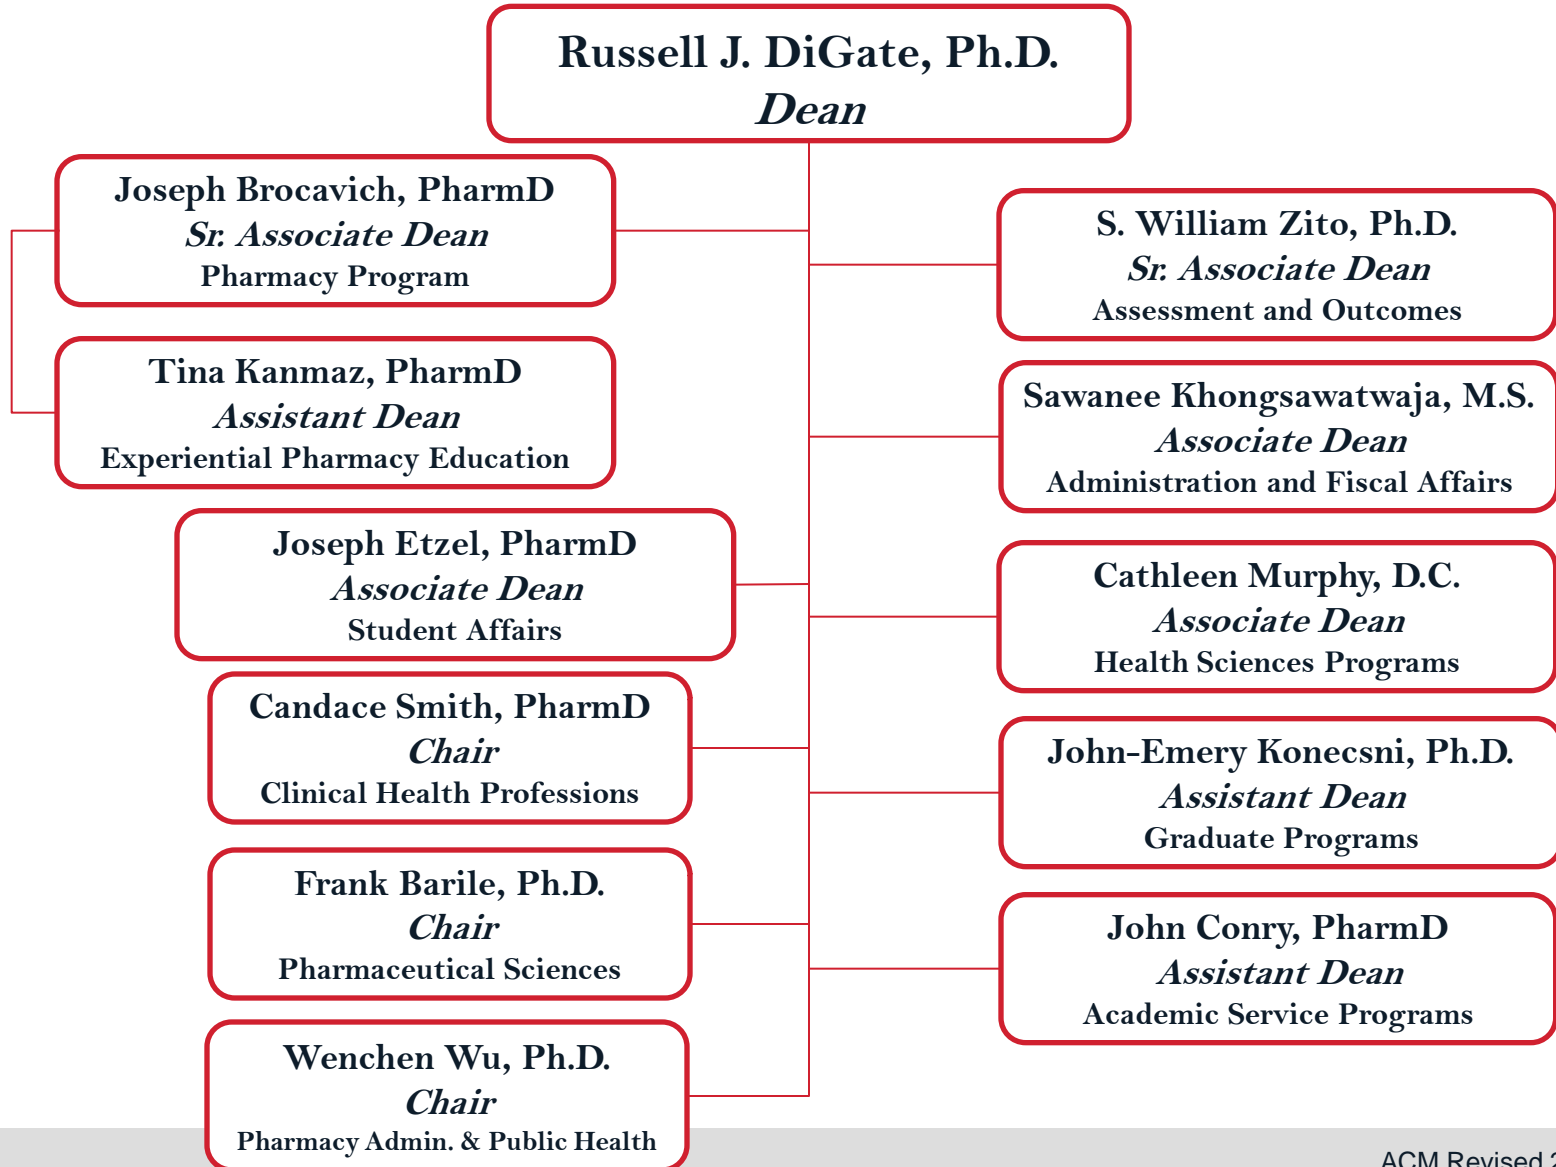 Russell J. DiGate, Ph.D.
Dean
Joseph Brocavich, PharmD
Sr. Associate Dean
Pharmacy Program
Tina Kanmaz, PharmD
Assistant Dean
Experiential Pharmacy Education
Joseph Etzel, PharmD
Associate Dean
Student Affairs
Candace Smith, PharmD
Chair
Clinical Health Professions
Frank Barile, Ph.D.
Chair
Pharmaceutical Sciences
Wenchen Wu, Ph.D.
Chair
Pharmacy Admin. & Public Health
S. William Zito, Ph.D.
Sr. Associate Dean
Assessment and Outcomes
Sawanee Khongsawatwaja, M.S.
Associate Dean
Administration and Fiscal Affairs
Cathleen Murphy, D.C.
Associate Dean
Health Sciences Programs
John-Emery Konecsni, Ph.D.
Assistant Dean
Graduate Programs
John Conry, PharmD
Assistant Dean
Academic Service Programs
ACM Revised